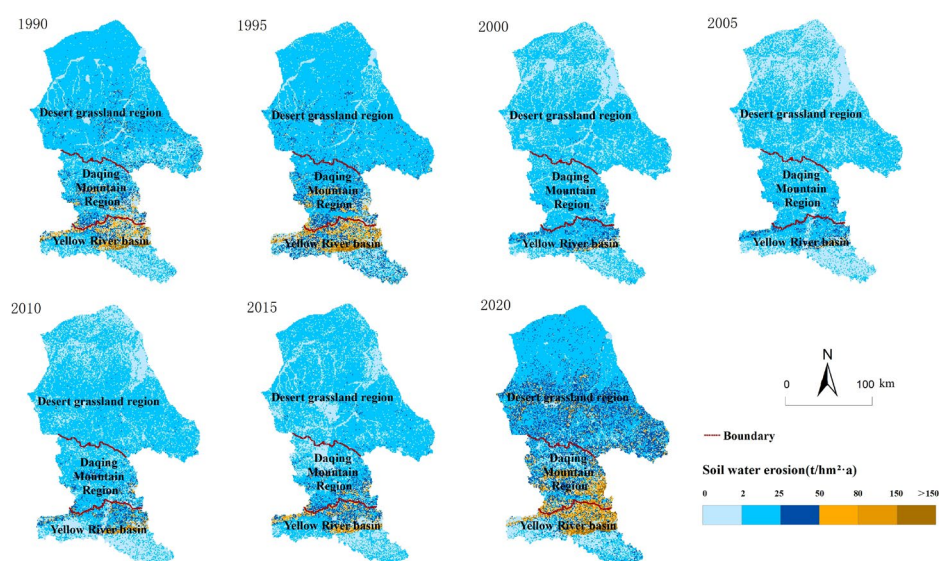 1990
1995
2000
2005
Desert grassland region
Daqing
Mountain
Region
Yellow River basin
Desert grassland region
Daqing
Mountain
Region
Yellow River basin
Desert grassland region
Daqing
Mountain
Region
Yellow River basin
Desert grassland region
Daqing
Mountain
Region
Yellow River basin
2010
2015
2020
Desert grassland region
Daqing
Mountain
Region
Yellow River basin
Desert grassland region
Daqing
Mountain
Region
Yellow River basin
Desert grassland region
Daqing
Mountain
Region
Yellow River basin
N
0 100 km
Boundary
Soil water erosion(t/hm²·a)
0 2 25 50 80 150 >150